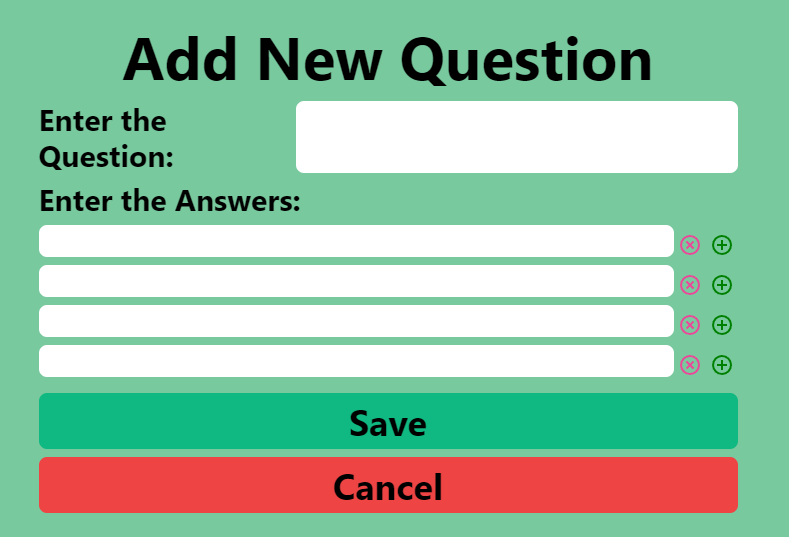 Add New Question
Enter the
Question:
Enter the Answers:
Save
Cancel